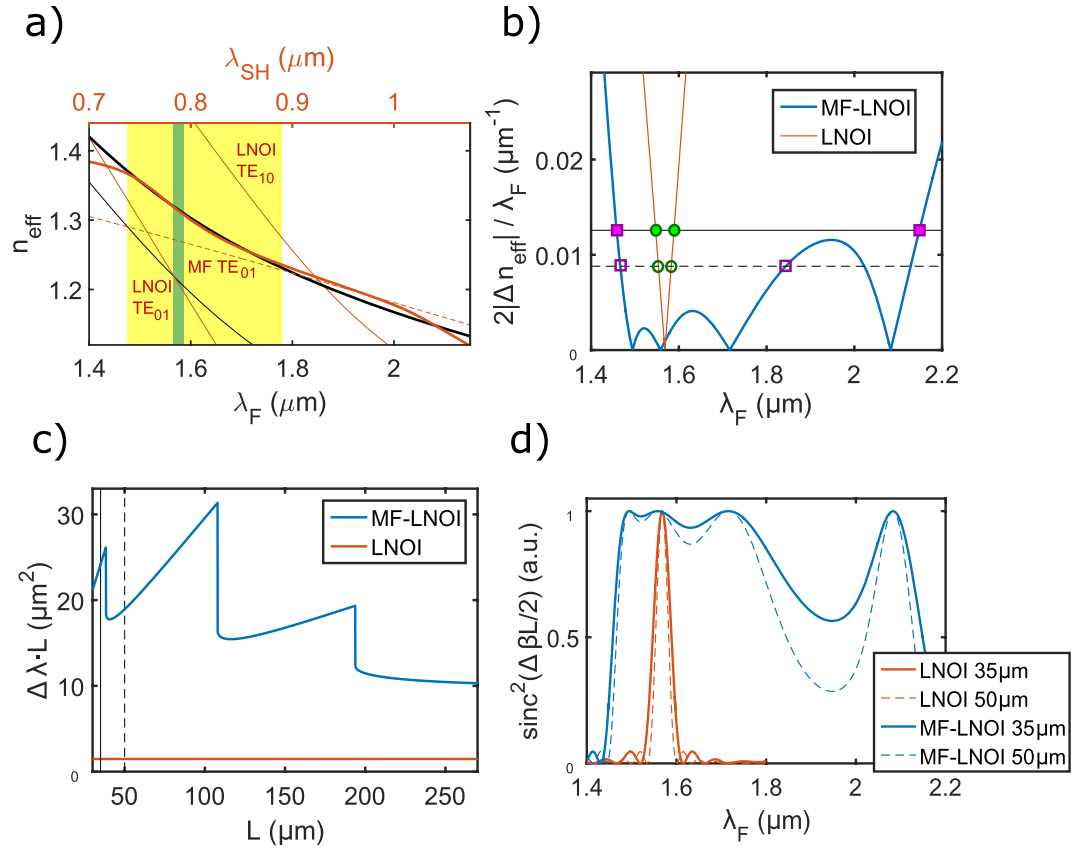 a)
λSH (μm)
0.7 0.8 0.9 1
1.4
1.3
1.2
neff
LNOI
TE10
MF TE01
LNOI
TE01
1.4 1.6 1.8 2
λF (μm)
b)
2|Δneff| / λF (μm-1)
0.02
0.01
0
MF-LNOI
LNOI
1.4 1.6 1.8 2 2.2
λF (μm)
c)
Δλ·L (μm2)
30
20
10
0
MF-LNOI
LNOI
50 100 150 200 250
L (μm)
d)
sinc2(ΔβL/2) (a.u.)
1
0.5
0
LNOI 35μm
LNOI 50μm
MF-LNOI 35μm
MF-LNOI 50μm
1.4 1.6 1.8 2 2.2
λF (μm)